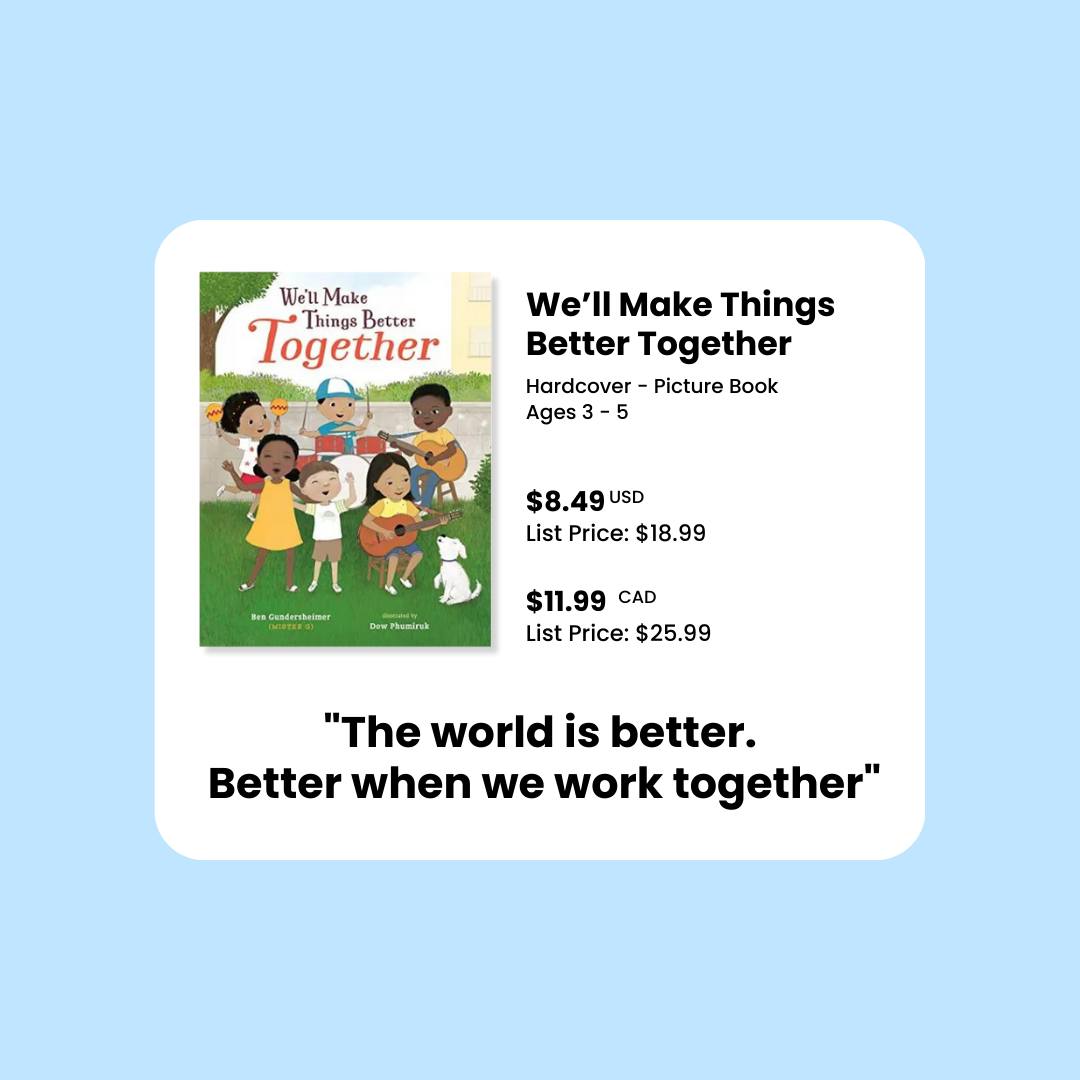 We'll Make
Things Better
Together
Ben Gundersheimer
(MISTER G)
illustrated by
Dow Phumiruk
We’ll Make Things
Better Together
Hardcover - Picture Book
Ages 3 - 5
$8.49 USD
List Price: $18.99
$11.99 CAD
List Price: $25.99
"The world is better.
Better when we work together"